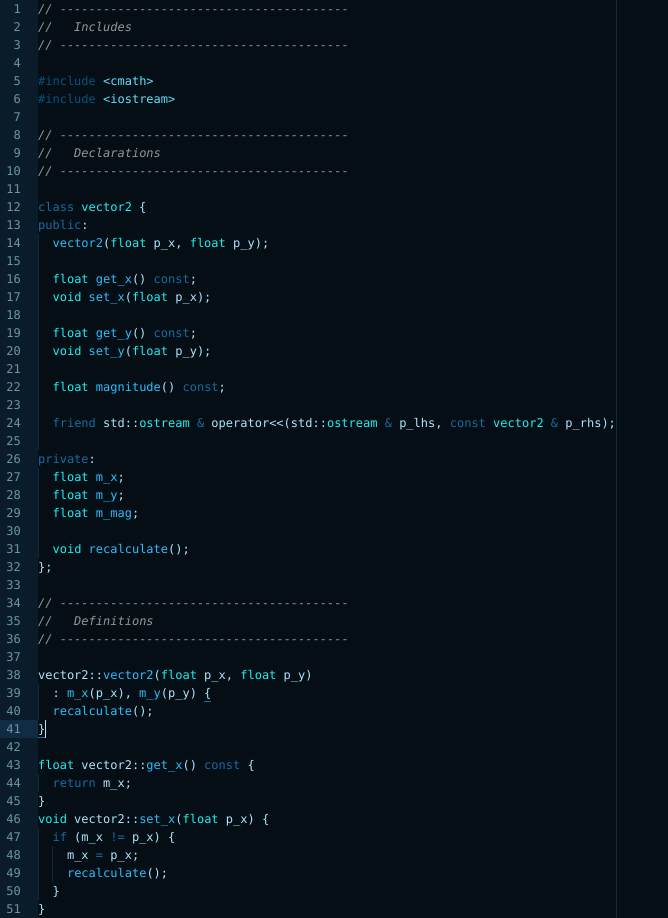 1 // ----------------------------------------
2 //   Includes
3 // ----------------------------------------
4
5 #include <cmath>
6 #include <iostream>
7
8 // ----------------------------------------
9 //   Declarations
10 // ----------------------------------------
11
12 class vector2 {
13 public:
14   vector2(float p_x, float p_y);
15
16   float get_x() const;
17   void set_x(float p_x);
18
19   float get_y() const;
20   void set_y(float p_y);
21
22   float magnitude() const;
23
24   friend std::ostream & operator<<(std::ostream & p_lhs, const vector2 & p_rhs);
25
26 private:
27   float m_x;
28   float m_y;
29   float m_mag;
30
31   void recalculate();
32 };
33
34 // ----------------------------------------
35 //   Definitions
36 // ----------------------------------------
37
38 vector2::vector2(float p_x, float p_y)
39   : m_x(p_x), m_y(p_y) {
40   recalculate();
41 }
42
43 float vector2::get_x() const {
44   return m_x;
45 }
46 void vector2::set_x(float p_x) {
47   if (m_x != p_x) {
48     m_x = p_x;
49     recalculate();
50   }
51 }